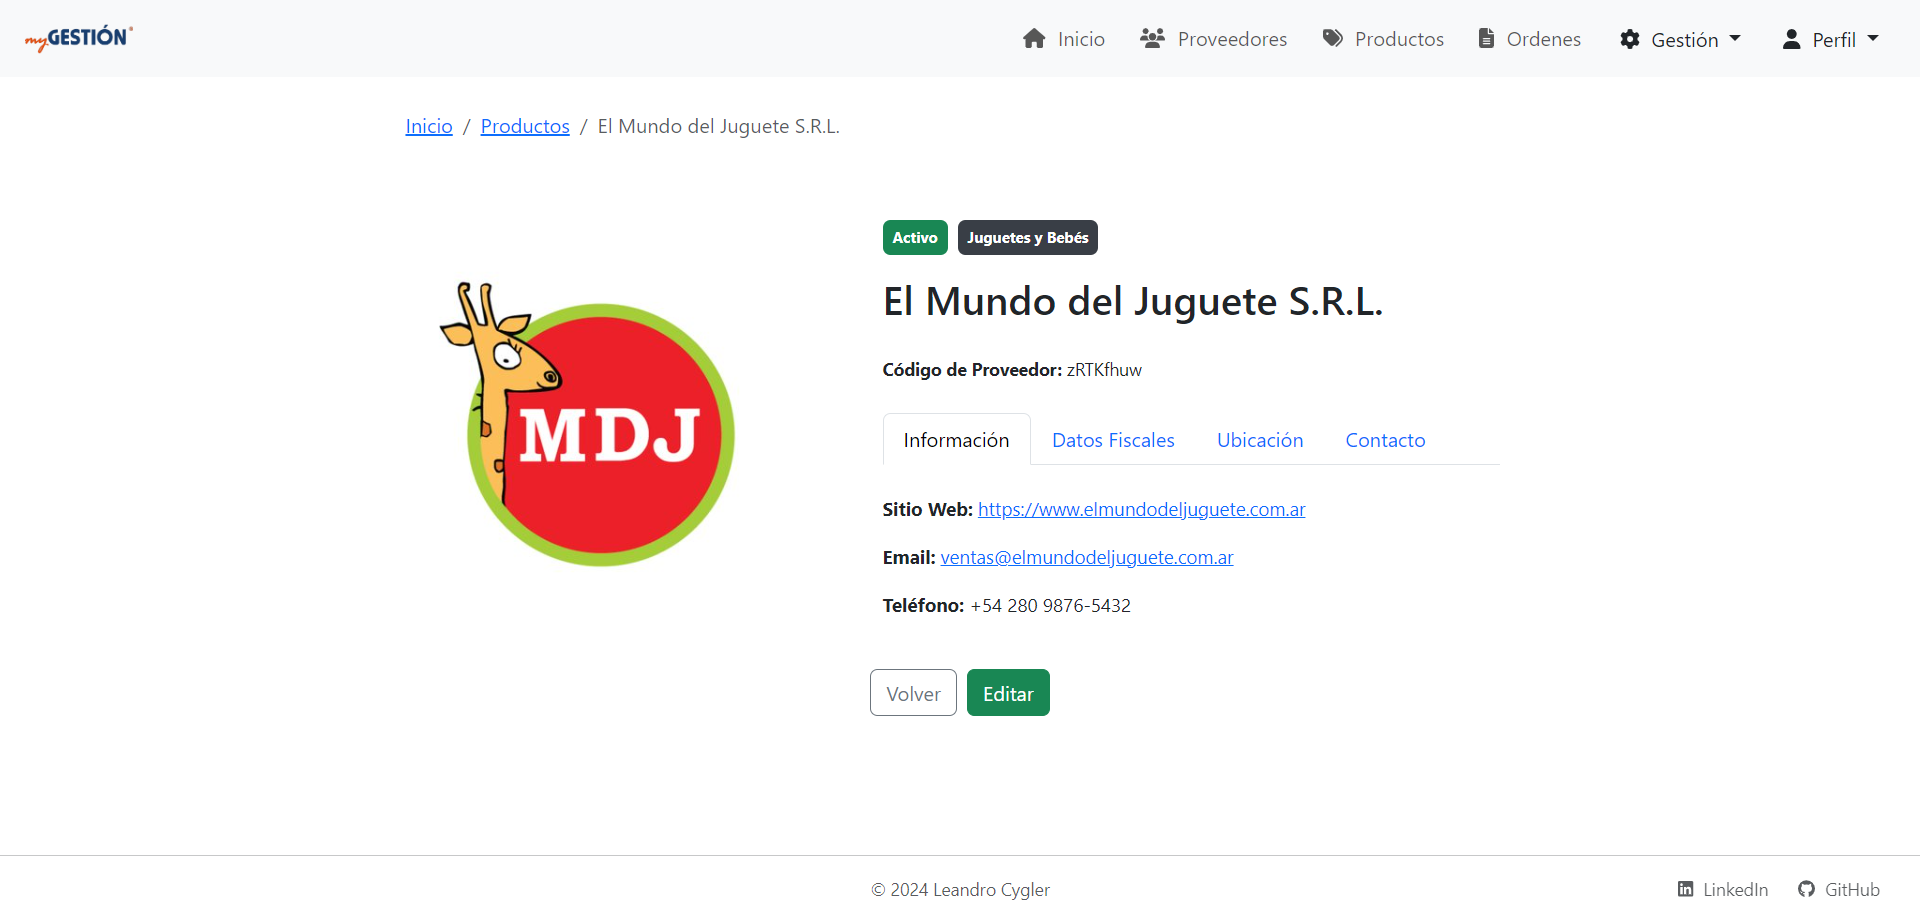 myGESTIÓN®
Inicio Proveedores Productos Ordenes Gestión Perfil
Inicio / Productos / El Mundo del Juguete S.R.L.
Activo Juguetes y Bebés
El Mundo del Juguete S.R.L.
MDJ
Código de Proveedor: zRTKfhuw
Información Datos Fiscales Ubicación Contacto
Sitio Web: https://www.elmundodeljuguete.com.ar
Email: ventas@elmundodeljuguete.com.ar
Teléfono: +54 280 9876-5432
Volver Editar
© 2024 Leandro Cygler
LinkedIn GitHub